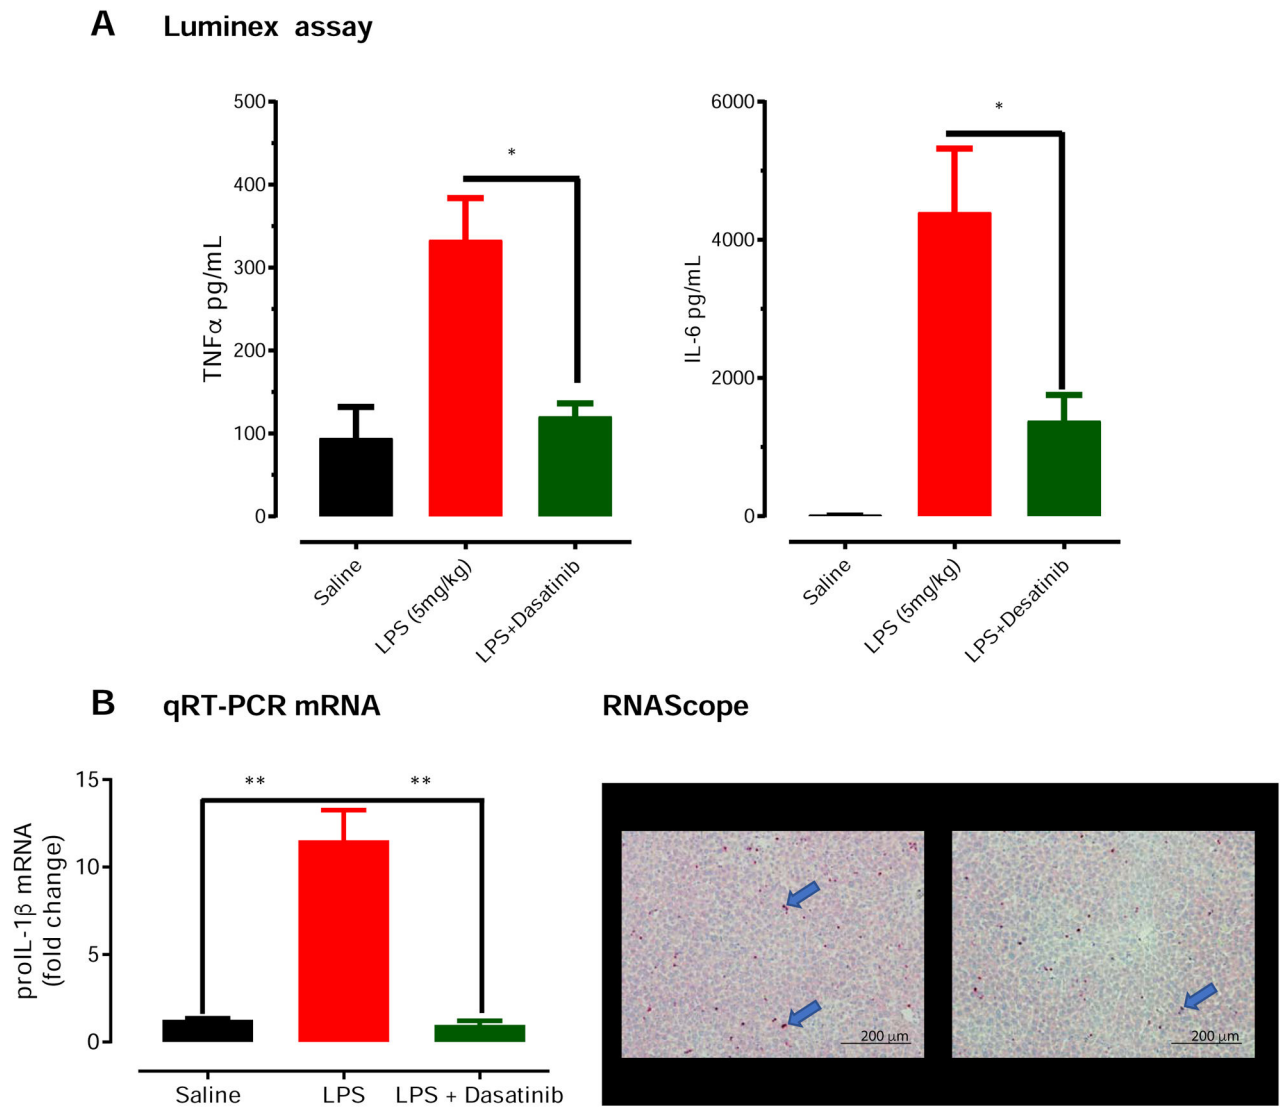 A Luminex assay
*
500
400
300
200
100
0
TNFα pg/mL
Saline
LPS (5mg/kg)
LPS+Dasatinib
*
6000
4000
2000
0
IL-6 pg/mL
Saline
LPS (5mg/kg)
LPS+Desatinib
B qRT-PCR mRNA
** **
15
10
5
0
proIL-1β mRNA
(fold change)
Saline LPS LPS + Dasatinib
RNAScope
200 μm
200 μm